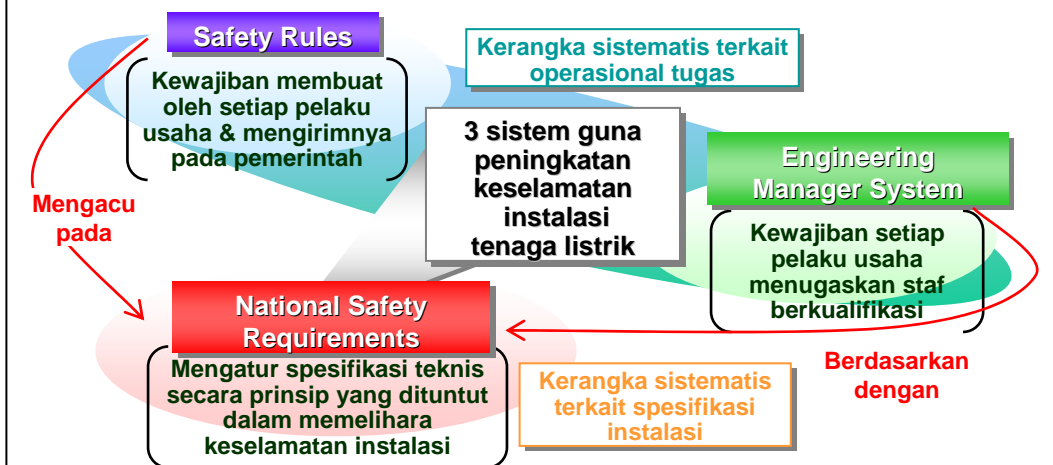 Safety Rules
Kewajiban membuat
oleh setiap pelaku
usaha & mengirimnya
pada pemerintah
Kerangka sistematis terkait
operasional tugas
3 sistem guna
peningkatan
keselamatan
instalasi
tenaga listrik
Engineering
Manager System
Kewajiban setiap
pelaku usaha
menugaskan staf
berkualifikasi
Mengacu
pada
National Safety
Requirements
Mengatur spesifikasi teknis
secara prinsip yang dituntut
dalam memelihara
keselamatan instalasi
Kerangka sistematis
terkait spesifikasi
instalasi
Berdasarkan
dengan